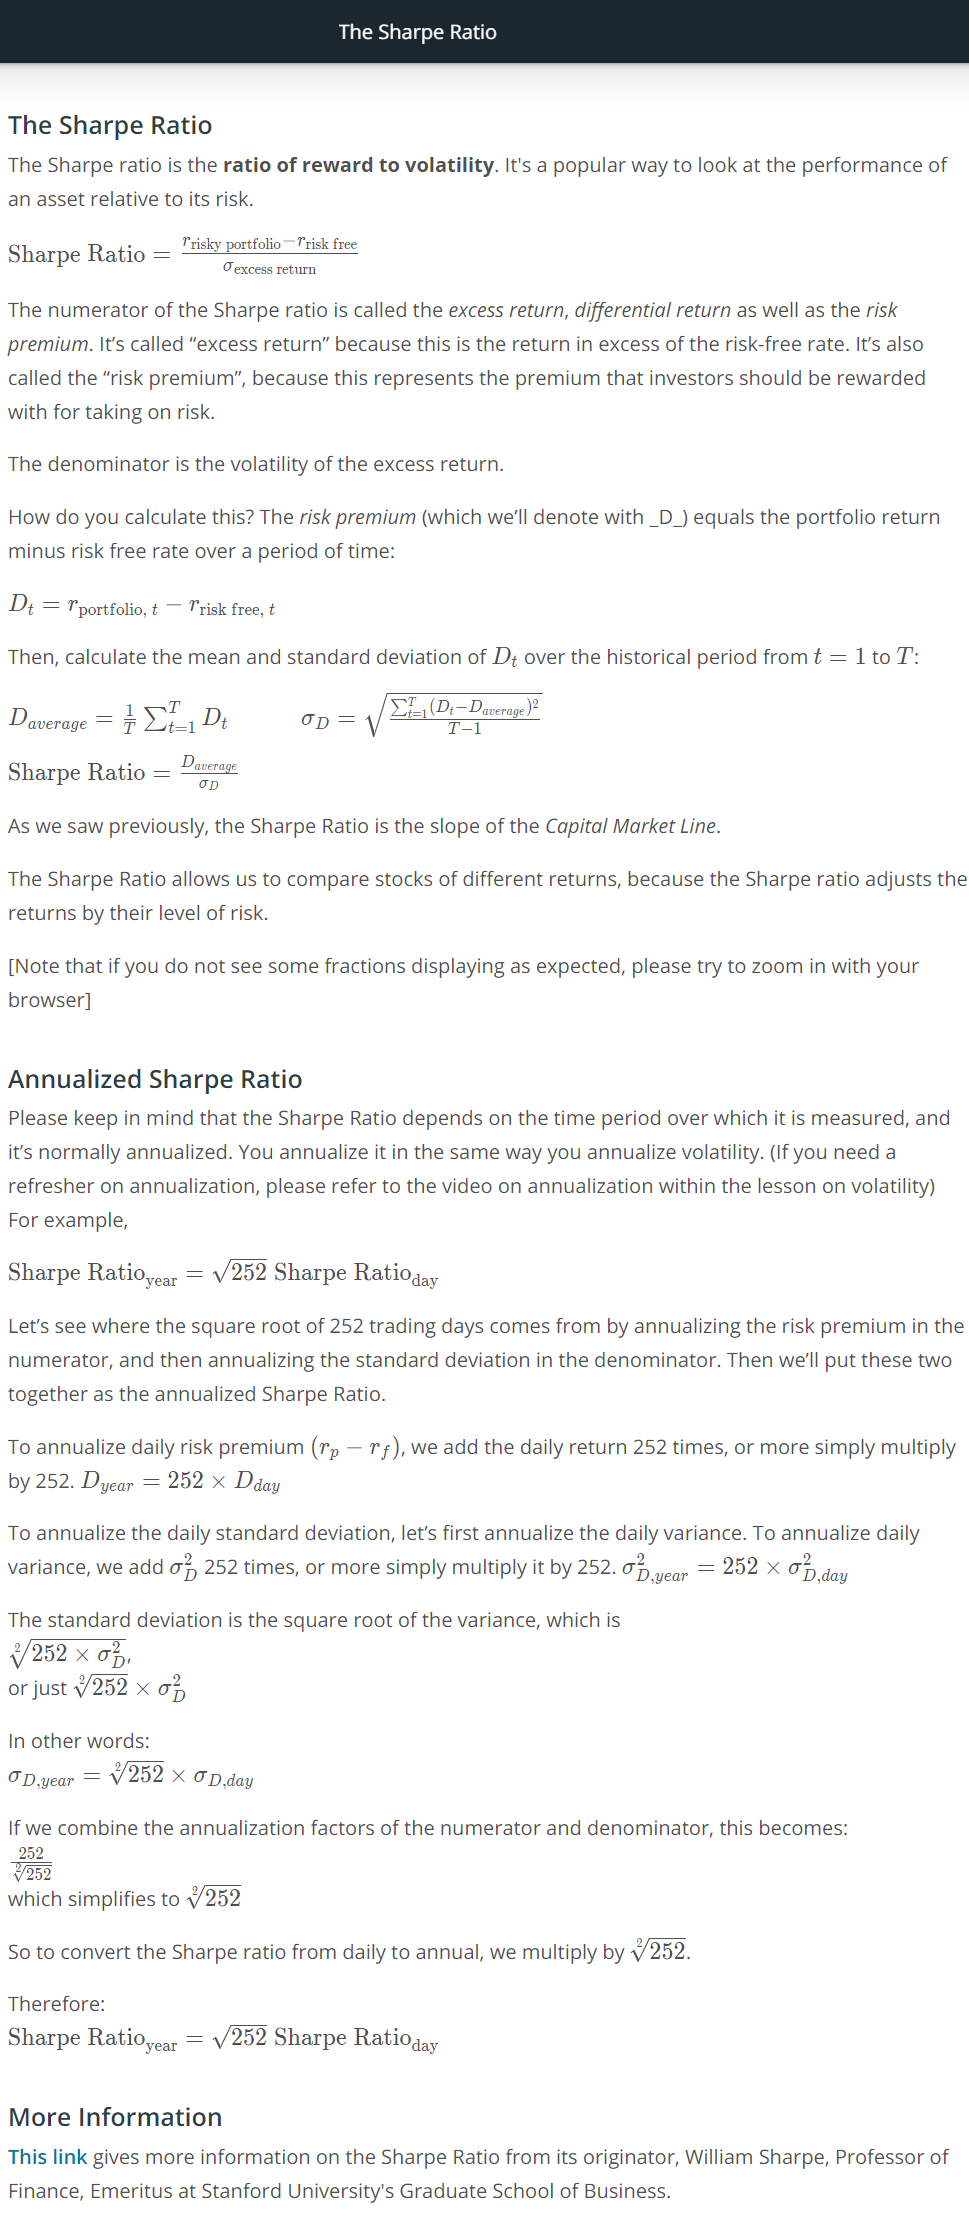 The Sharpe Ratio
The Sharpe Ratio
The Sharpe ratio is the ratio of reward to volatility. It's a popular way to look at the performance of
an asset relative to its risk.
Sharpe Ratio = \frac{r_{\text{risky portfolio}} - r_{\text{risk free}}}{\sigma_{\text{excess return}}}
The numerator of the Sharpe ratio is called the excess return, differential return as well as the risk
premium. It’s called “excess return” because this is the return in excess of the risk-free rate. It’s also
called the “risk premium”, because this represents the premium that investors should be rewarded
with for taking on risk.
The denominator is the volatility of the excess return.
How do you calculate this? The risk premium (which we’ll denote with _D_) equals the portfolio return
minus risk free rate over a period of time:
D_t = r_{\text{portfolio, } t} - r_{\text{risk free, } t}
Then, calculate the mean and standard deviation of D_t over the historical period from t = 1 to T:
D_{average} = \frac{1}{T} \sum_{t=1}^{T} D_t \sigma_D = \sqrt{\frac{\sum_{t=1}^{T} (D_t - D_{average})^2}{T-1}}
Sharpe Ratio = \frac{D_{average}}{\sigma_D}
As we saw previously, the Sharpe Ratio is the slope of the Capital Market Line.
The Sharpe Ratio allows us to compare stocks of different returns, because the Sharpe ratio adjusts the
returns by their level of risk.
[Note that if you do not see some fractions displaying as expected, please try to zoom in with your
browser]
Annualized Sharpe Ratio
Please keep in mind that the Sharpe Ratio depends on the time period over which it is measured, and
it’s normally annualized. You annualize it in the same way you annualize volatility. (If you need a
refresher on annualization, please refer to the video on annualization within the lesson on volatility)
For example,
Sharpe Ratio_{\text{year}} = \sqrt{252} Sharpe Ratio_{\text{day}}
Let’s see where the square root of 252 trading days comes from by annualizing the risk premium in the
numerator, and then annualizing the standard deviation in the denominator. Then we’ll put these two
together as the annualized Sharpe Ratio.
To annualize daily risk premium (r_p - r_f), we add the daily return 252 times, or more simply multiply
by 252. D_{year} = 252 × D_{day}
To annualize the daily standard deviation, let’s first annualize the daily variance. To annualize daily
variance, we add \sigma_D^2 252 times, or more simply multiply it by 252. \sigma_{D,year}^2 = 252 × \sigma_{D,day}^2
The standard deviation is the square root of the variance, which is
\sqrt[2]{252 × \sigma_D^2},
or just \sqrt[2]{252} × \sigma_D^2
In other words:
\sigma_{D,year} = \sqrt[2]{252} × \sigma_{D,day}
If we combine the annualization factors of the numerator and denominator, this becomes:
\frac{252}{\sqrt[2]{252}}
which simplifies to \sqrt[2]{252}
So to convert the Sharpe ratio from daily to annual, we multiply by \sqrt[2]{252}.
Therefore:
Sharpe Ratio_{\text{year}} = \sqrt{252} Sharpe Ratio_{\text{day}}
More Information
This link gives more information on the Sharpe Ratio from its originator, William Sharpe, Professor of
Finance, Emeritus at Stanford University's Graduate School of Business.